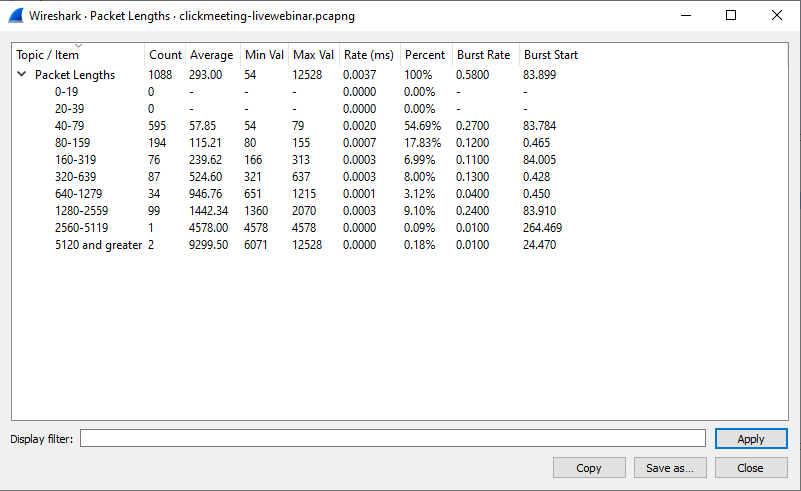 Wireshark · Packet Lengths · clickmeeting-livewebinar.pcapng
Topic / Item Count Average Min Val Max Val Rate (ms) Percent Burst Rate Burst Start
Packet Lengths 1088 293.00 54 12528 0.0037 100% 0.5800 83.899
0-19 0 - - - 0.0000 0.00% - -
20-39 0 - - - 0.0000 0.00% - -
40-79 595 57.85 54 79 0.0020 54.69% 0.2700 83.784
80-159 194 115.21 80 155 0.0007 17.83% 0.1200 0.465
160-319 76 239.62 166 313 0.0003 6.99% 0.1100 84.005
320-639 87 524.60 321 637 0.0003 8.00% 0.1300 0.428
640-1279 34 946.76 651 1215 0.0001 3.12% 0.0400 0.450
1280-2559 99 1442.34 1360 2070 0.0003 9.10% 0.2400 83.910
2560-5119 1 4578.00 4578 4578 0.0000 0.09% 0.0100 264.469
5120 and greater 2 9299.50 6071 12528 0.0000 0.18% 0.0100 24.470
Display filter: Apply
Copy Save as... Close